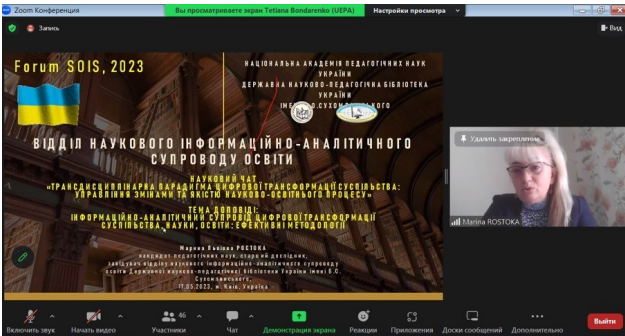 Zoom Конференция
Вы просматриваете экран Tetiana Bondarenko (UEPA)
Настройки просмотра
Запись
Вид
Forum SOIS, 2023
НАЦІОНАЛЬНА АКАДЕМІЯ ПЕДАГОГІЧНИХ НАУК
УКРАЇНИ
ДЕРЖАВНА НАУКОВО-ПЕДАГОГІЧНА БІБЛІОТЕКА
УКРАЇНИ
ІМЕНІ В.О.СУХОМЛИНСЬКОГО
ВІДДІЛ НАУКОВОГО ІНФОРМАЦІЙНО-АНАЛІТИЧНОГО
СУПРОВОДУ ОСВІТИ
НАУКОВИЙ ЧАТ
«ТРАНСДИСЦИПЛІНАРНА ПАРАДИГМА ЦИФРОВОЇ ТРАНСФОРМАЦІЇ СУСПІЛЬСТВА:
УПРАВЛІННЯ ЗМІНАМИ ТА ЯКІСТЮ НАУКОВО-ОСВІТНЬОГО ПРОЦЕСУ»
ТЕМА ДОПОВІДІ:
ІНФОРМАЦІЙНО-АНАЛІТИЧНИЙ СУПРОВІД ЦИФРОВОЇ ТРАНСФОРМАЦІЇ
СУСПІЛЬСТВА, НАУКИ, ОСВІТИ: ЕФЕКТИВНІ МЕТОДОЛОГІЇ
Марина Львівна РОСТОКА
кандидат педагогічних наук, старший дослідник,
завідувач відділу наукового інформаційно-аналітичного супроводу
освіти Державної науково-педагогічної бібліотеки України імені В.О.
Сухомлинського,
17.05.2023, м. Київ, Україна
Удалить закрепление
Marina ROSTOKA
Включить звук
Начать видео
46
Участники
Чат
Демонстрация экрана
Реакции
Приложения
Доски сообщений
Дополнительно
Выйти